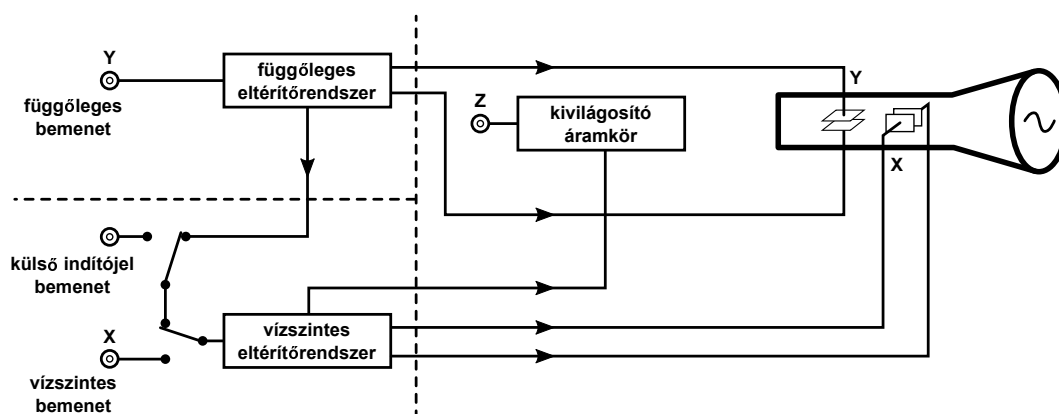 Y
függőleges
bemenet
függőleges
eltérítőrendszer
Z
kivilágosító
áramkör
Y
X
külső indítójel
bemenet
X
vízszintes
bemenet
vízszintes
eltérítőrendszer